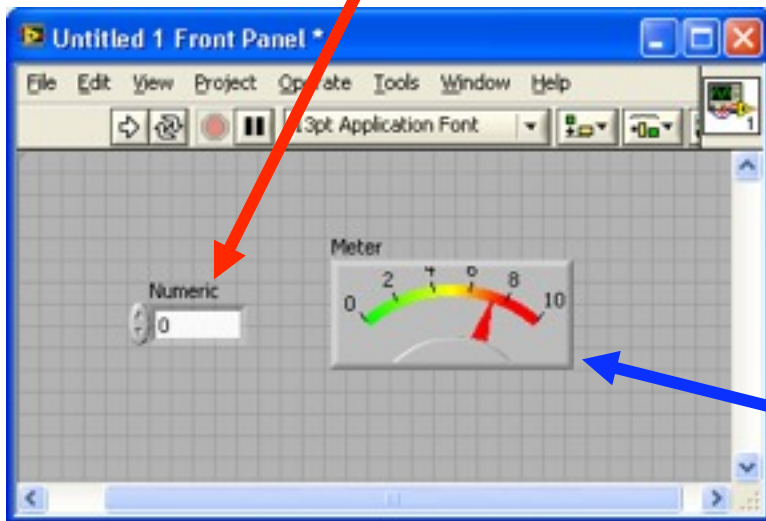 Untitled 1 Front Panel *
File Edit View Project Operate Tools Window Help
13pt Application Font
1
Meter
0 2 4 6 8 10
Numeric
0